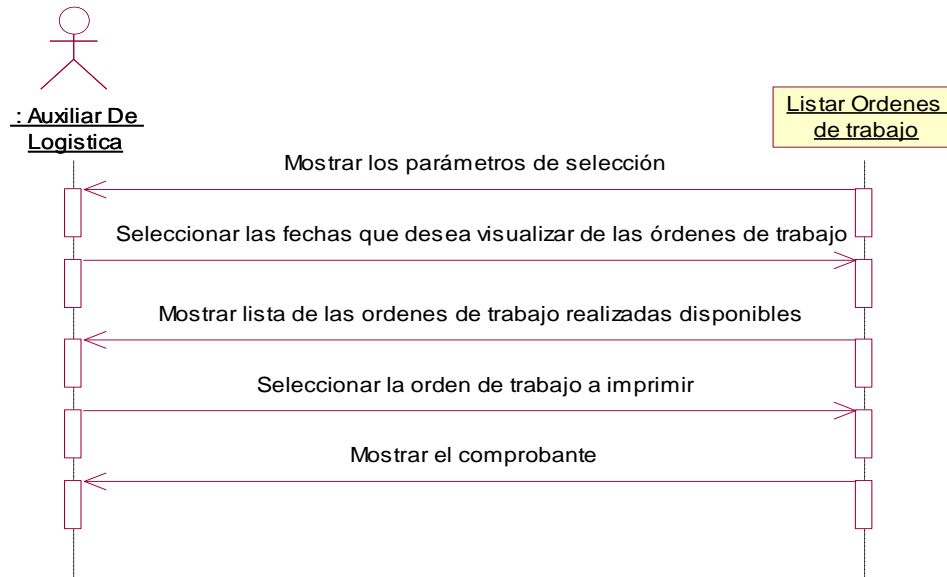 : Auxiliar De
Logistica
Listar Ordenes
de trabajo
Mostrar los parámetros de selección
Seleccionar las fechas que desea visualizar de las órdenes de trabajo
Mostrar lista de las ordenes de trabajo realizadas disponibles
Seleccionar la orden de trabajo a imprimir
Mostrar el comprobante